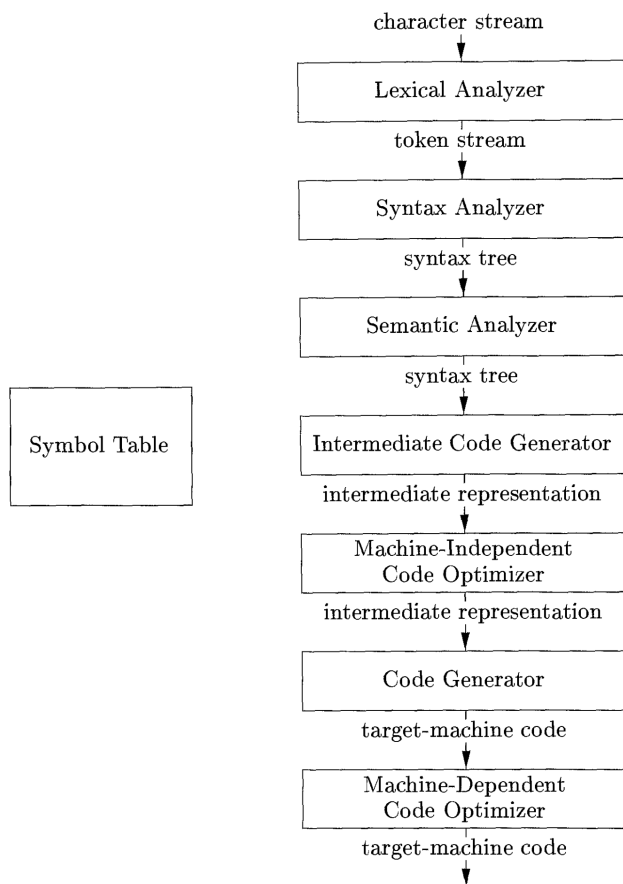 character stream
Lexical Analyzer
token stream
Syntax Analyzer
syntax tree
Semantic Analyzer
syntax tree
Symbol Table
Intermediate Code Generator
intermediate representation
Machine-Independent
Code Optimizer
intermediate representation
Code Generator
target-machine code
Machine-Dependent
Code Optimizer
target-machine code